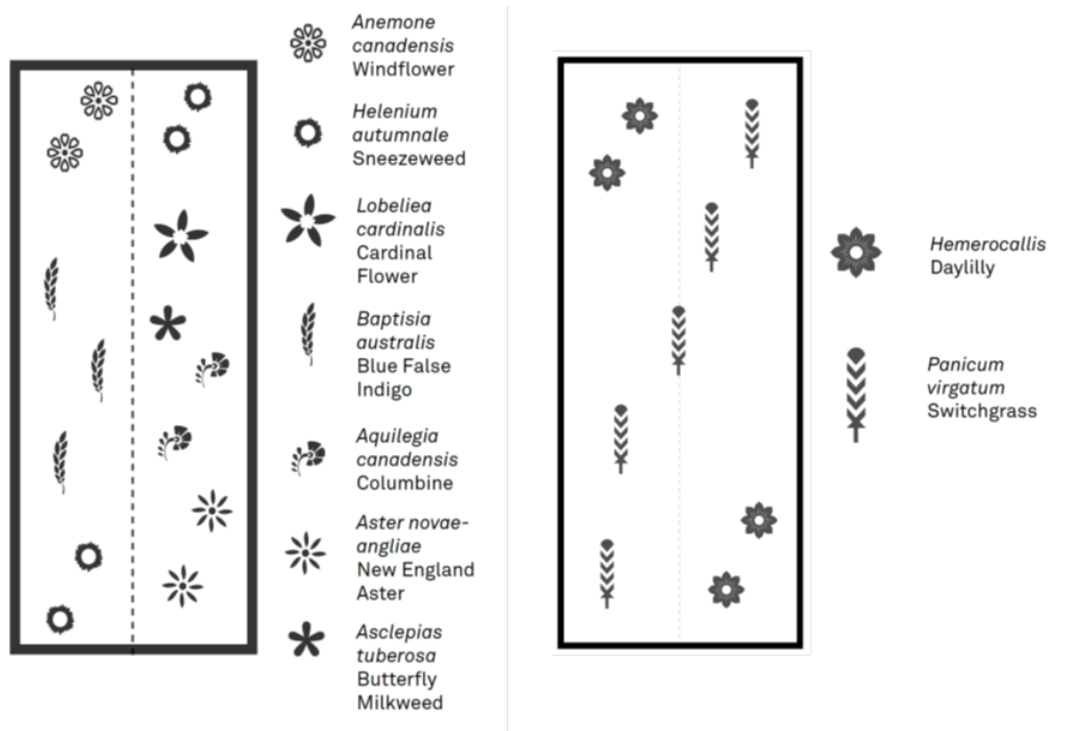 Anemone
canadensis
Windflower
Helenium
autumnale
Sneezeweed
Lobeliea
cardinalis
Cardinal
Flower
Baptisia
australis
Blue False
Indigo
Aquilegia
canadensis
Columbine
Aster novae-
angliae
New England
Aster
Asclepias
tuberosa
Butterfly
Milkweed
Hemerocallis
Daylilly
Panicum
virgatum
Switchgrass